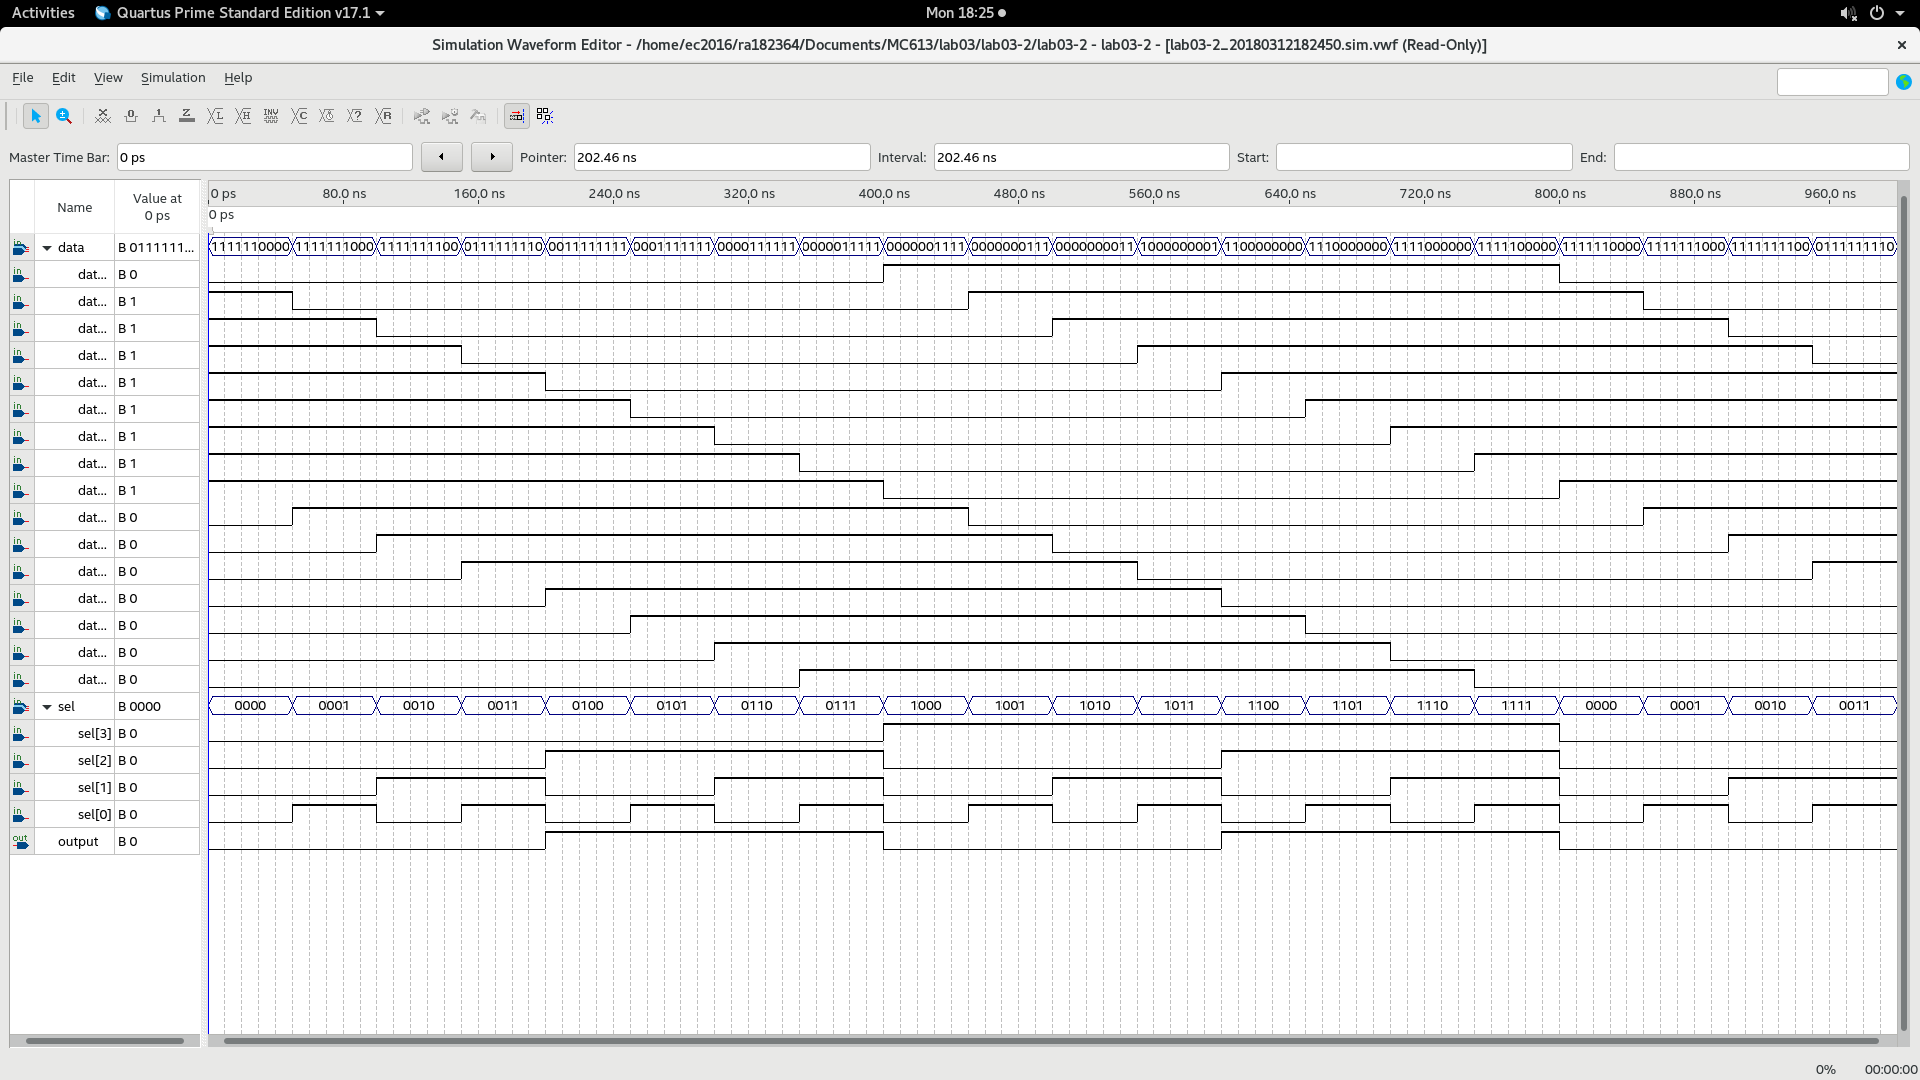 Activities Quartus Prime Standard Edition v17.1 Mon 18:25
Simulation Waveform Editor - /home/ec2016/ra182364/Documents/MC613/lab03/lab03-2/lab03-2 - lab03-2 - [lab03-2_20180312182450.sim.vwf (Read-Only)]
File Edit View Simulation Help
Master Time Bar: 0 ps Pointer: 202.46 ns Interval: 202.46 ns Start: End:
Name Value at 0 ps 0 ps 80.0 ns 160.0 ns 240.0 ns 320.0 ns 400.0 ns 480.0 ns 560.0 ns 640.0 ns 720.0 ns 800.0 ns 880.0 ns 960.0 ns
0 ps
data B 0111111... 1111110000 1111111000 1111111100 0111111110 0011111111 0001111111 0000111111 0000011111 0000001111 0000000111 0000000011 1000000001 1100000000 1110000000 1111000000 1111100000 1111110000 1111111000 1111111100 0111111110
dat... B 0
dat... B 1
dat... B 1
dat... B 1
dat... B 1
dat... B 1
dat... B 1
dat... B 1
dat... B 1
dat... B 0
dat... B 0
dat... B 0
dat... B 0
dat... B 0
dat... B 0
dat... B 0
sel B 0000 0000 0001 0010 0011 0100 0101 0110 0111 1000 1001 1010 1011 1100 1101 1110 1111 0000 0001 0010 0011
sel[3] B 0
sel[2] B 0
sel[1] B 0
sel[0] B 0
output B 0
0% 00:00:00